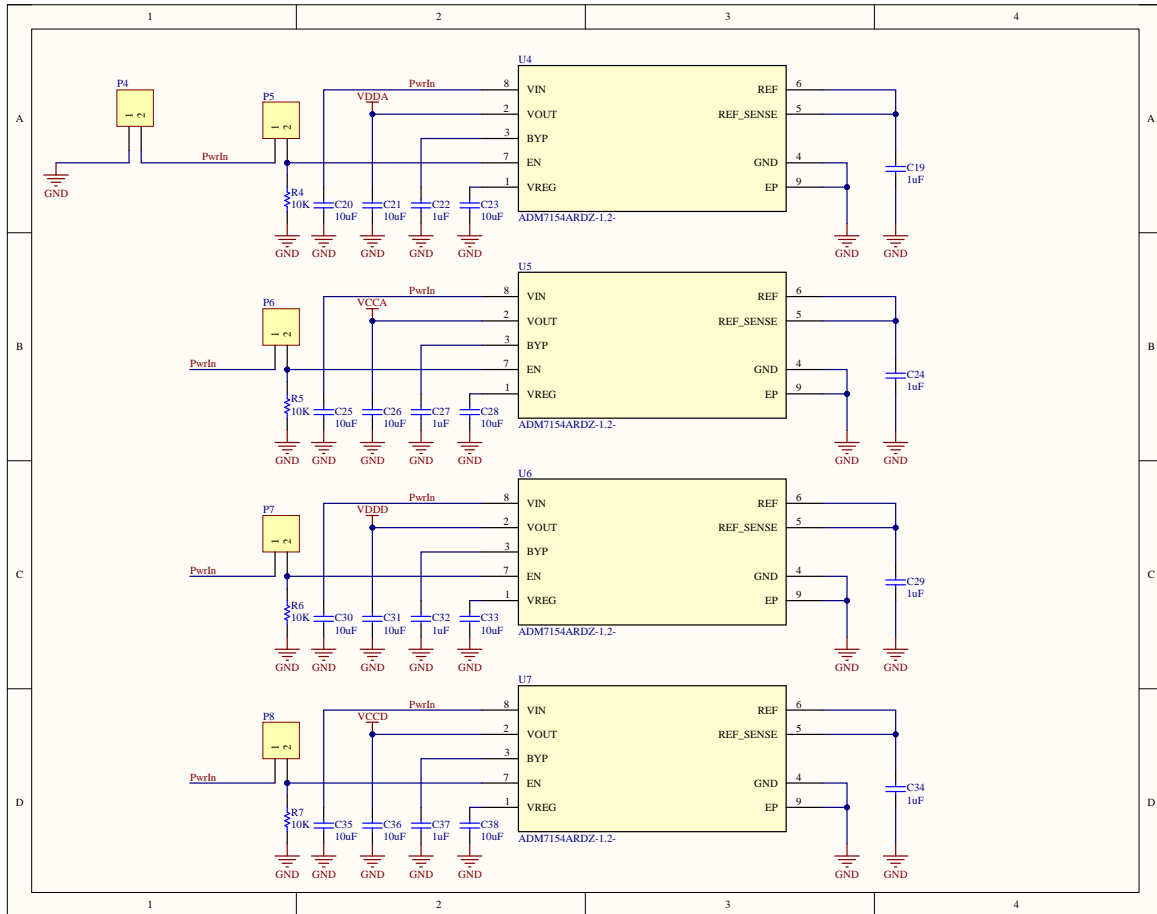 1 2 3 4
A A
P4
1 2
GND
PwrIn
P5
1 2
R4
10K
GND
C20
10uF
GND
VDDA
C21
10uF
GND
C22
1uF
GND
C23
10uF
GND
PwrIn
U4
8 VIN
2 VOUT
3 BYP
7 EN
1 VREG
REF 6
REF_SENSE 5
GND 4
EP 9
ADM7154ARDZ-1.2-
GND
C19
1uF
GND
B B
PwrIn
P6
1 2
R5
10K
GND
C25
10uF
GND
VCCA
C26
10uF
GND
C27
1uF
GND
C28
10uF
GND
PwrIn
U5
8 VIN
2 VOUT
3 BYP
7 EN
1 VREG
REF 6
REF_SENSE 5
GND 4
EP 9
ADM7154ARDZ-1.2-
GND
C24
1uF
GND
C C
PwrIn
P7
1 2
R6
10K
GND
C30
10uF
GND
VDDD
C31
10uF
GND
C32
1uF
GND
C33
10uF
GND
PwrIn
U6
8 VIN
2 VOUT
3 BYP
7 EN
1 VREG
REF 6
REF_SENSE 5
GND 4
EP 9
ADM7154ARDZ-1.2-
GND
C29
1uF
GND
D D
PwrIn
P8
1 2
R7
10K
GND
C35
10uF
GND
VCCD
C36
10uF
GND
C37
1uF
GND
C38
10uF
GND
PwrIn
U7
8 VIN
2 VOUT
3 BYP
7 EN
1 VREG
REF 6
REF_SENSE 5
GND 4
EP 9
ADM7154ARDZ-1.2-
GND
C34
1uF
GND
1 2 3 4